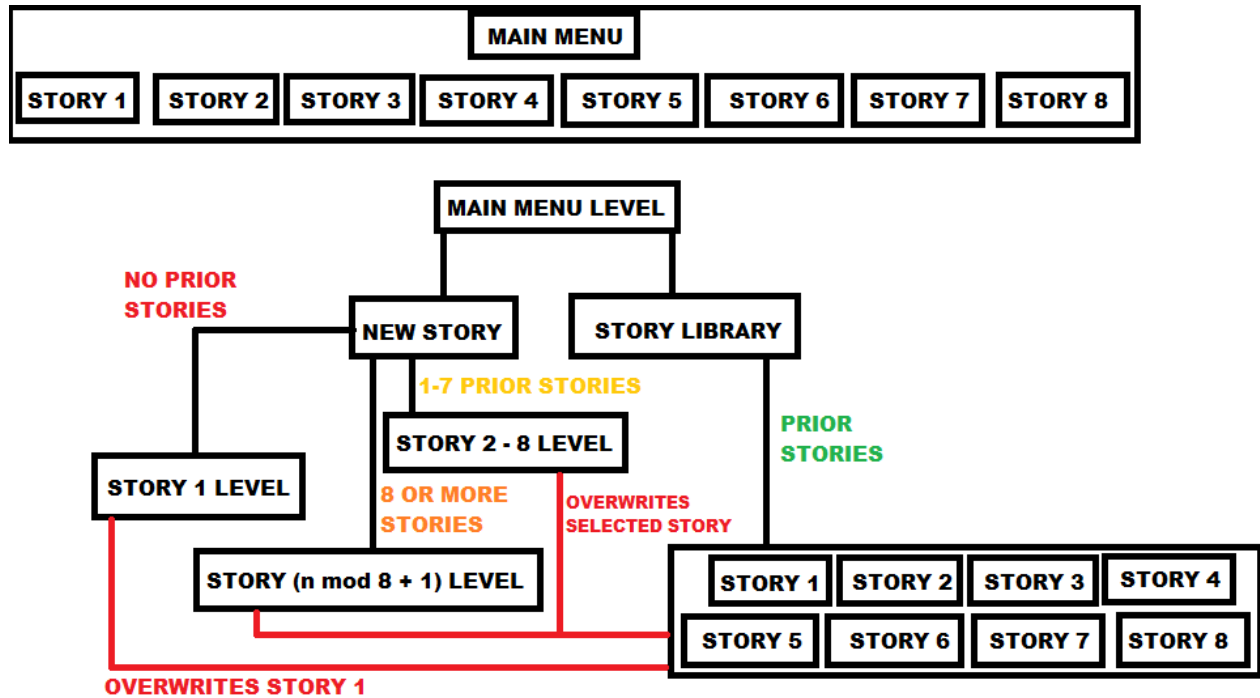 MAIN MENU
STORY 1 STORY 2 STORY 3 STORY 4 STORY 5 STORY 6 STORY 7 STORY 8
MAIN MENU LEVEL
NO PRIOR
STORIES
NEW STORY
STORY LIBRARY
1-7 PRIOR STORIES
STORY 2 - 8 LEVEL
PRIOR
STORIES
STORY 1 LEVEL
8 OR MORE
STORIES
OVERWRITES
SELECTED STORY
STORY (n mod 8 + 1) LEVEL
STORY 1 STORY 2 STORY 3 STORY 4
STORY 5 STORY 6 STORY 7 STORY 8
OVERWRITES STORY 1